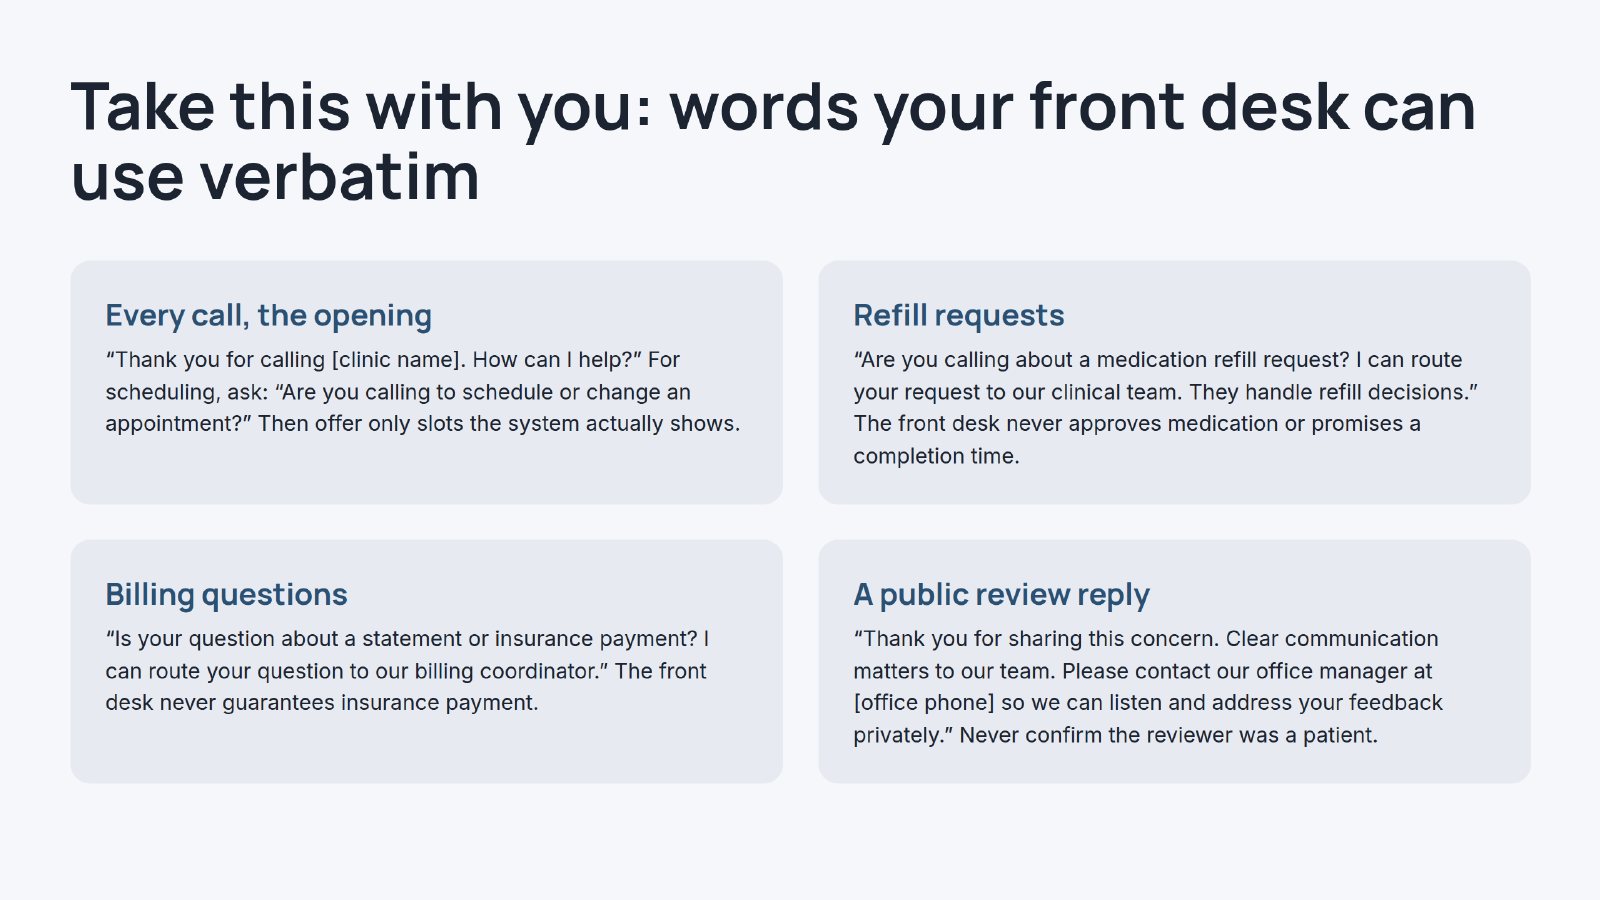 Take this with you: words your front desk can
use verbatim
Every call, the opening
“Thank you for calling [clinic name]. How can I help?” For
scheduling, ask: “Are you calling to schedule or change an
appointment?” Then offer only slots the system actually shows.
Refill requests
“Are you calling about a medication refill request? I can route
your request to our clinical team. They handle refill decisions.”
The front desk never approves medication or promises a
completion time.
Billing questions
“Is your question about a statement or insurance payment? I
can route your question to our billing coordinator.” The front
desk never guarantees insurance payment.
A public review reply
“Thank you for sharing this concern. Clear communication
matters to our team. Please contact our office manager at
[office phone] so we can listen and address your feedback
privately.” Never confirm the reviewer was a patient.